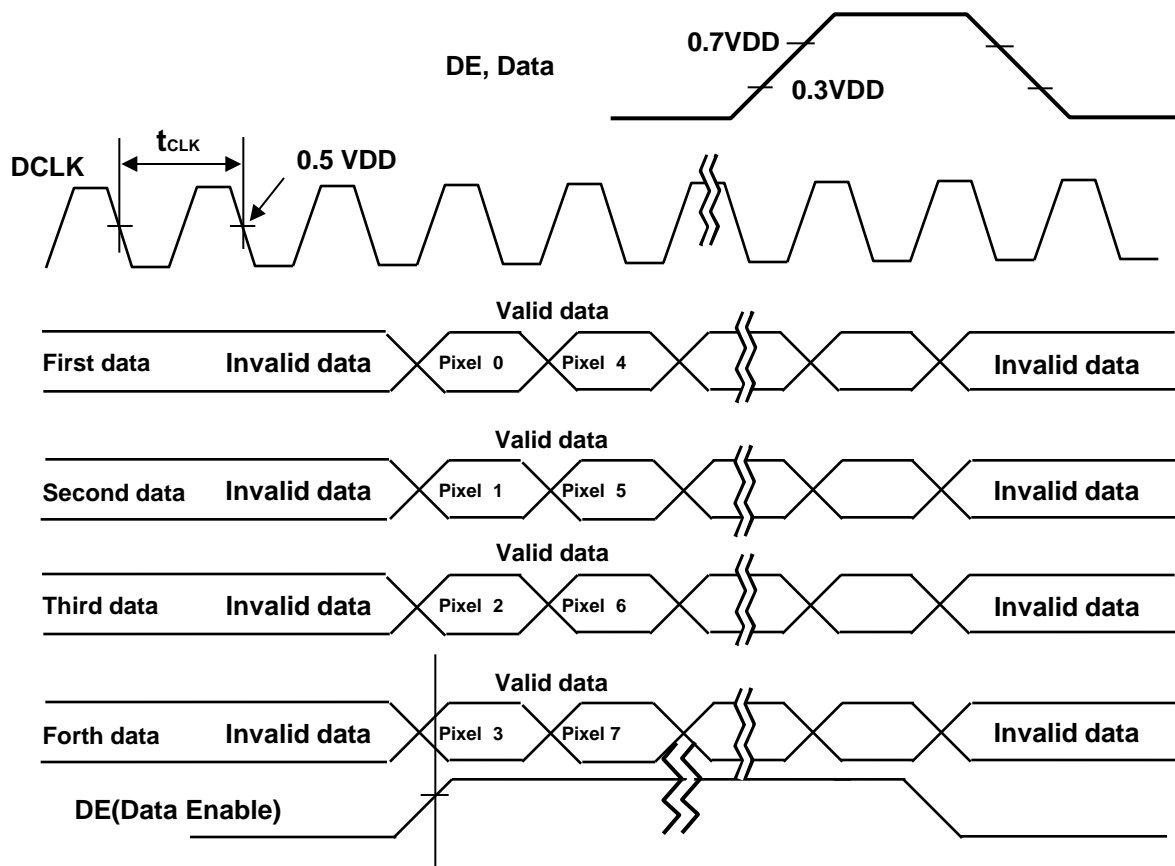 0.7VDD
DE, Data
0.3VDD
tCLK
0.5 VDD
DCLK
Valid data
First data Invalid data Pixel 0 Pixel 4 Invalid data
Valid data
Second data Invalid data Pixel 1 Pixel 5 Invalid data
Valid data
Third data Invalid data Pixel 2 Pixel 6 Invalid data
Valid data
Forth data Invalid data Pixel 3 Pixel 7 Invalid data
DE(Data Enable)